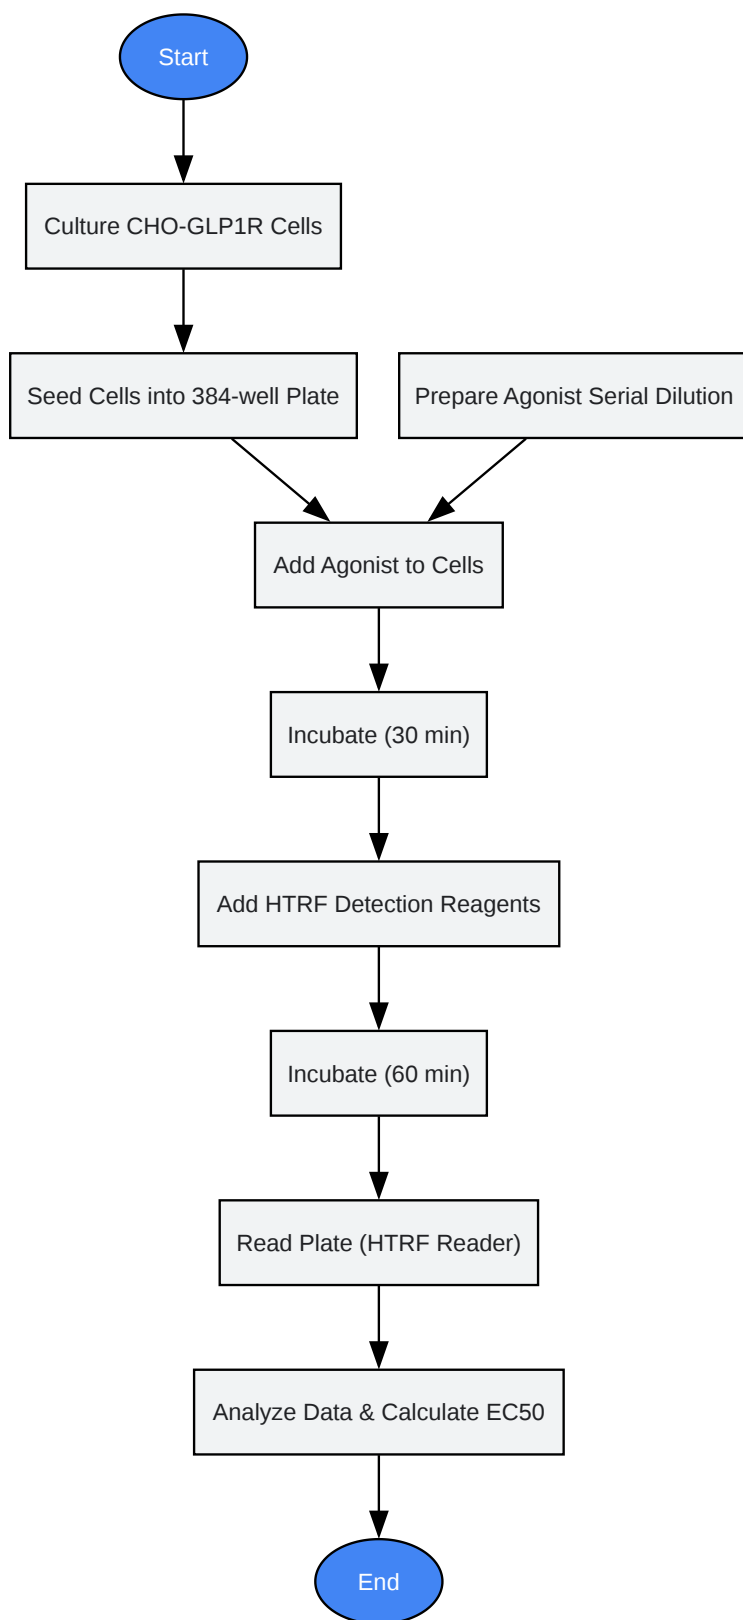 Start
Culture CHO-GLP1R Cells
Seed Cells into 384-well Plate
Prepare Agonist Serial Dilution
Add Agonist to Cells
Incubate (30 min)
Add HTRF Detection Reagents
Incubate (60 min)
Read Plate (HTRF Reader)
Analyze Data & Calculate EC50
End